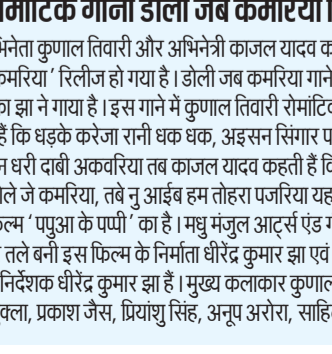 गाना डोली जब कमरिया
अभिनेता कुणाल तिवारी और अभिनेत्री काजल यादव
कमरिया ’ रिलीज हो गया है । डोली जब कमरिया गाने
का झा ने गाया है । इस गाने में कुणाल तिवारी
हैं कि धड़के करेजा रानी धक धक, अइसन सिंगार
धरी दाबी अकवरिया तब काजल यादव कहती हैं
जे कमरिया, तबे नु आईब हम तोहरा पजरिया
‘ पपुआ के पप्पी ’ का है । मधु मंजुल आर्ट्स एंड
तले बनी इस फिल्म के निर्माता धीरेंद्र कुमार झा एवं
निर्देशक धीरेंद्र कुमार झा हैं । मुख्य कलाकार कुणाल
प्रकाश जैस, प्रियांशु सिंह, अनूप अरोरा,